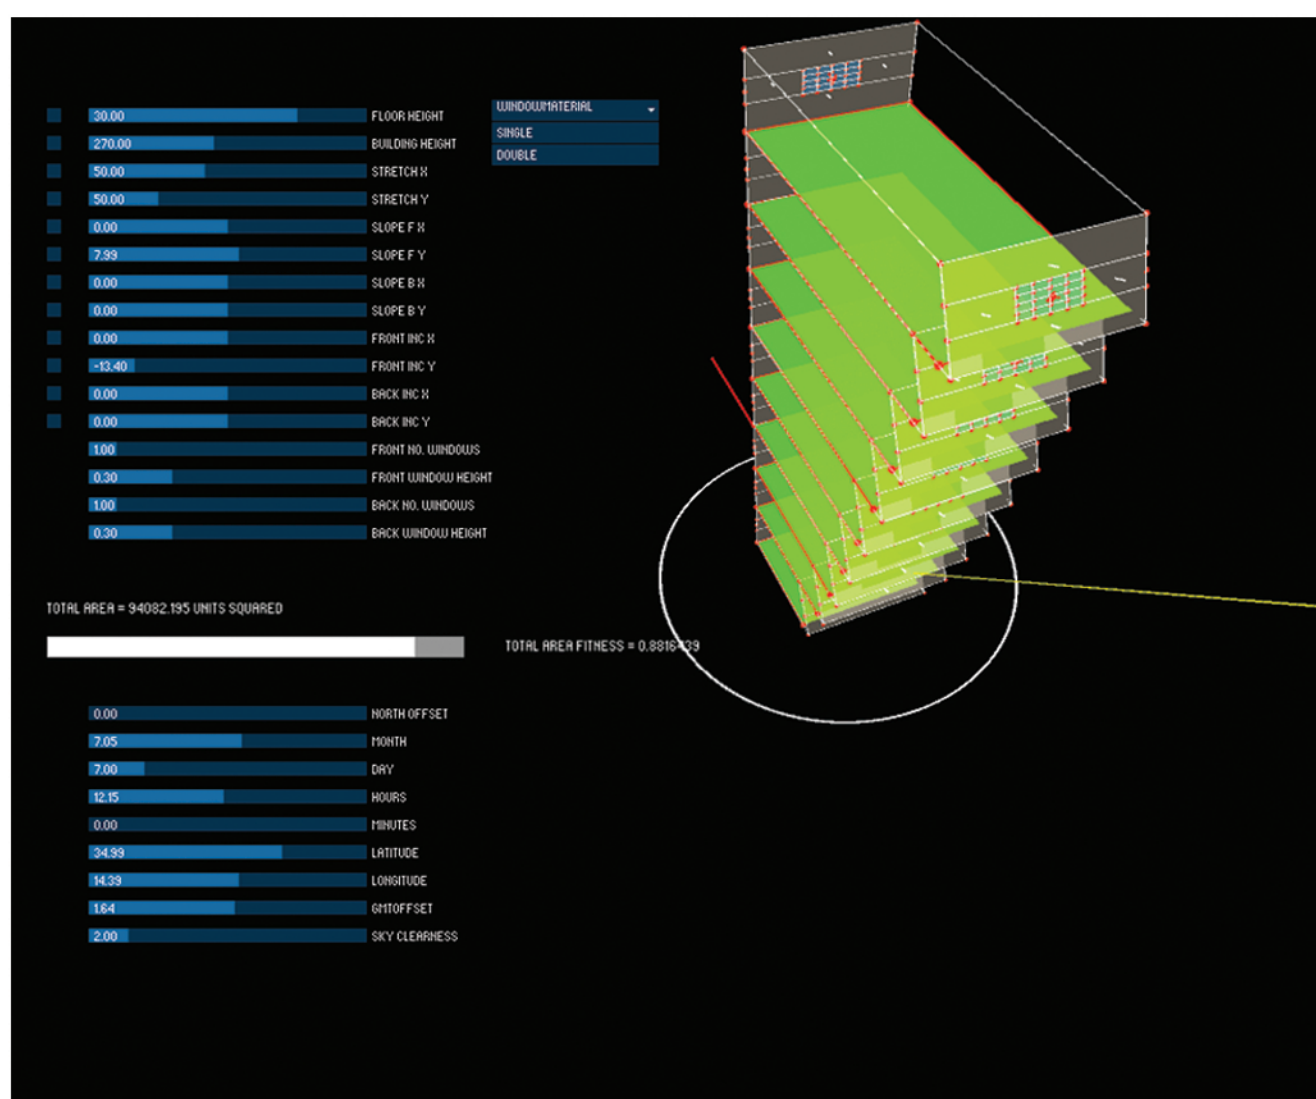 30.00 FLOOR HEIGHT
270.00 BUILDING HEIGHT
50.00 STRETCH X
50.00 STRETCH Y
0.00 SLOPE F X
7.99 SLOPE F Y
0.00 SLOPE B X
0.00 SLOPE B Y
0.00 FRONT INC X
-13.40 FRONT INC Y
0.00 BACK INC X
0.00 BACK INC Y
1.00 FRONT NO. WINDOWS
0.30 FRONT WINDOW HEIGHT
1.00 BACK NO. WINDOWS
0.30 BACK WINDOW HEIGHT
WINDOWMATERIAL
SINGLE
DOUBLE
TOTAL AREA = 94082.195 UNITS SQUARED
TOTAL AREA FITNESS = 0.8816439
0.00 NORTH OFFSET
7.05 MONTH
7.00 DAY
12.15 HOURS
0.00 MINUTES
34.99 LATITUDE
14.39 LONGITUDE
1.64 GMTOFFSET
2.00 SKY CLEARNESS